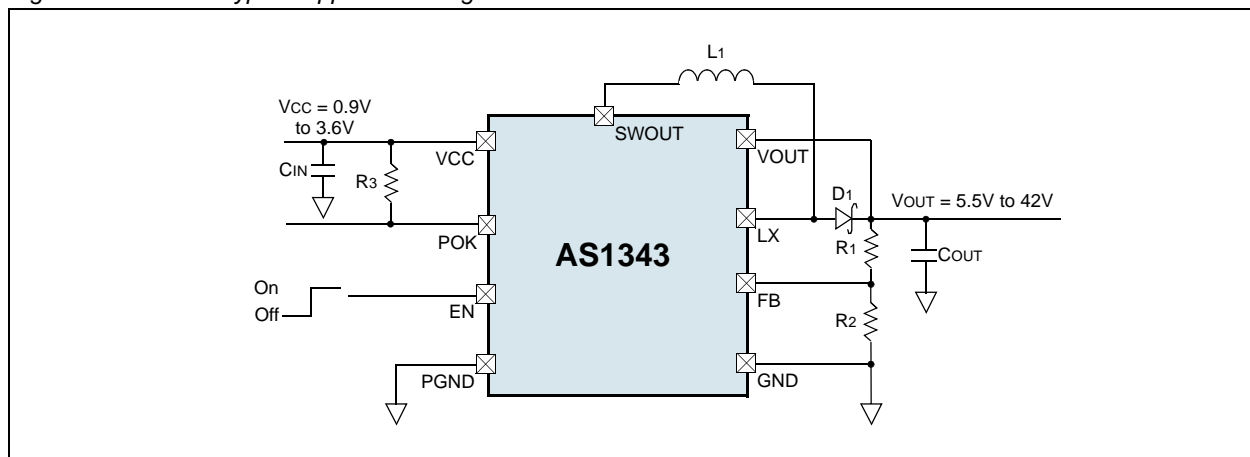 L1
VCC = 0.9V
to 3.6V
SWOUT
VCC
VOUT
CIN
R3
D1
VOUT = 5.5V to 42V
POK
LX
AS1343
R1
COUT
On
Off
EN
FB
R2
PGND
GND